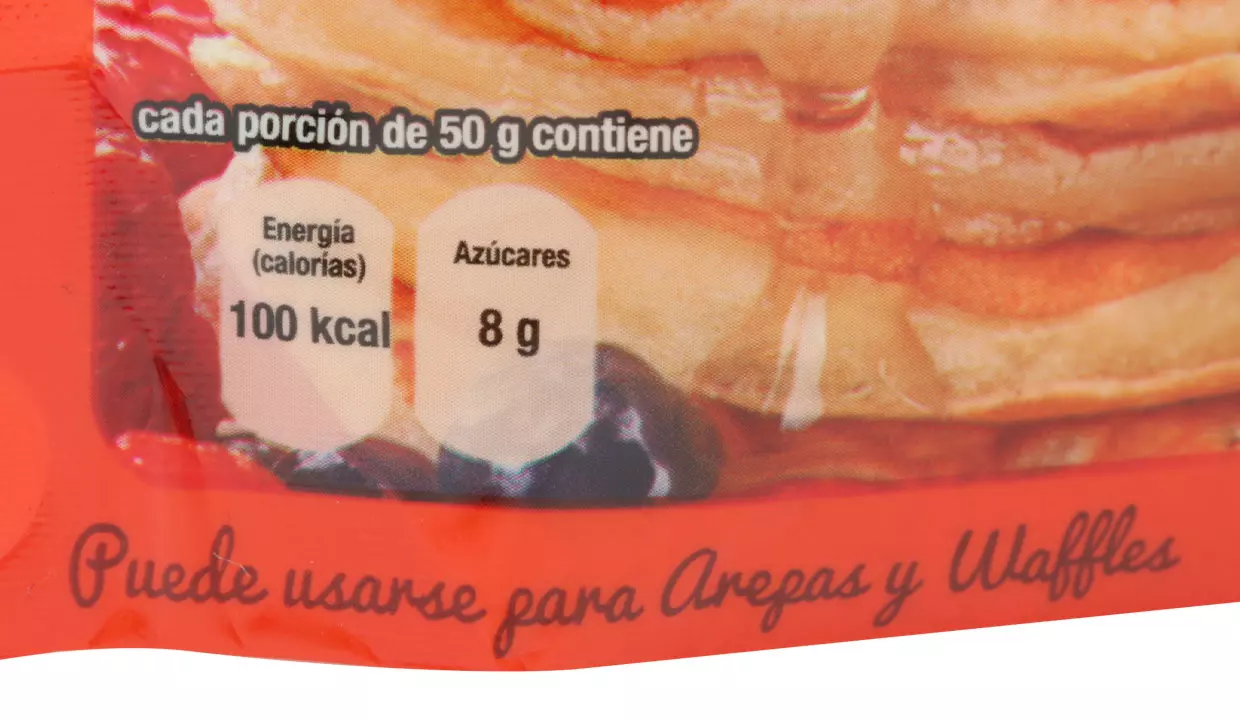 cada porción de 50 g contiene
Energía
(calorías)
100 kcal
Azúcares
8 g
Puede usarse para Arepas y Waffles